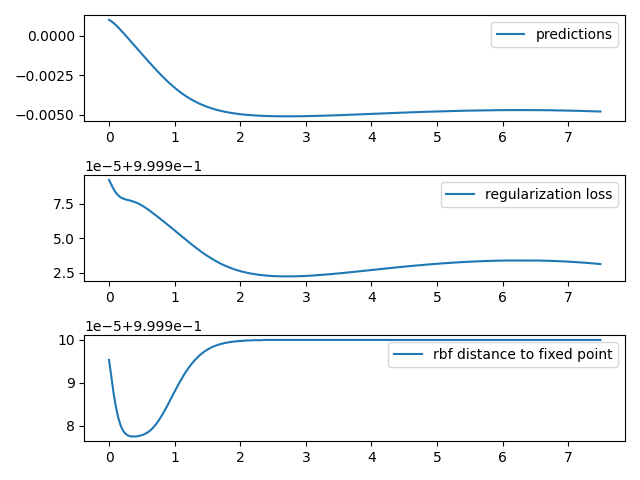 0.0000
−0.0025
−0.0050
predictions
0 1 2 3 4 5 6 7
1e−5+9.999e−1
7.5
5.0
2.5
regularization loss
0 1 2 3 4 5 6 7
1e−5+9.999e−1
10
9
8
rbf distance to fixed point
0 1 2 3 4 5 6 7